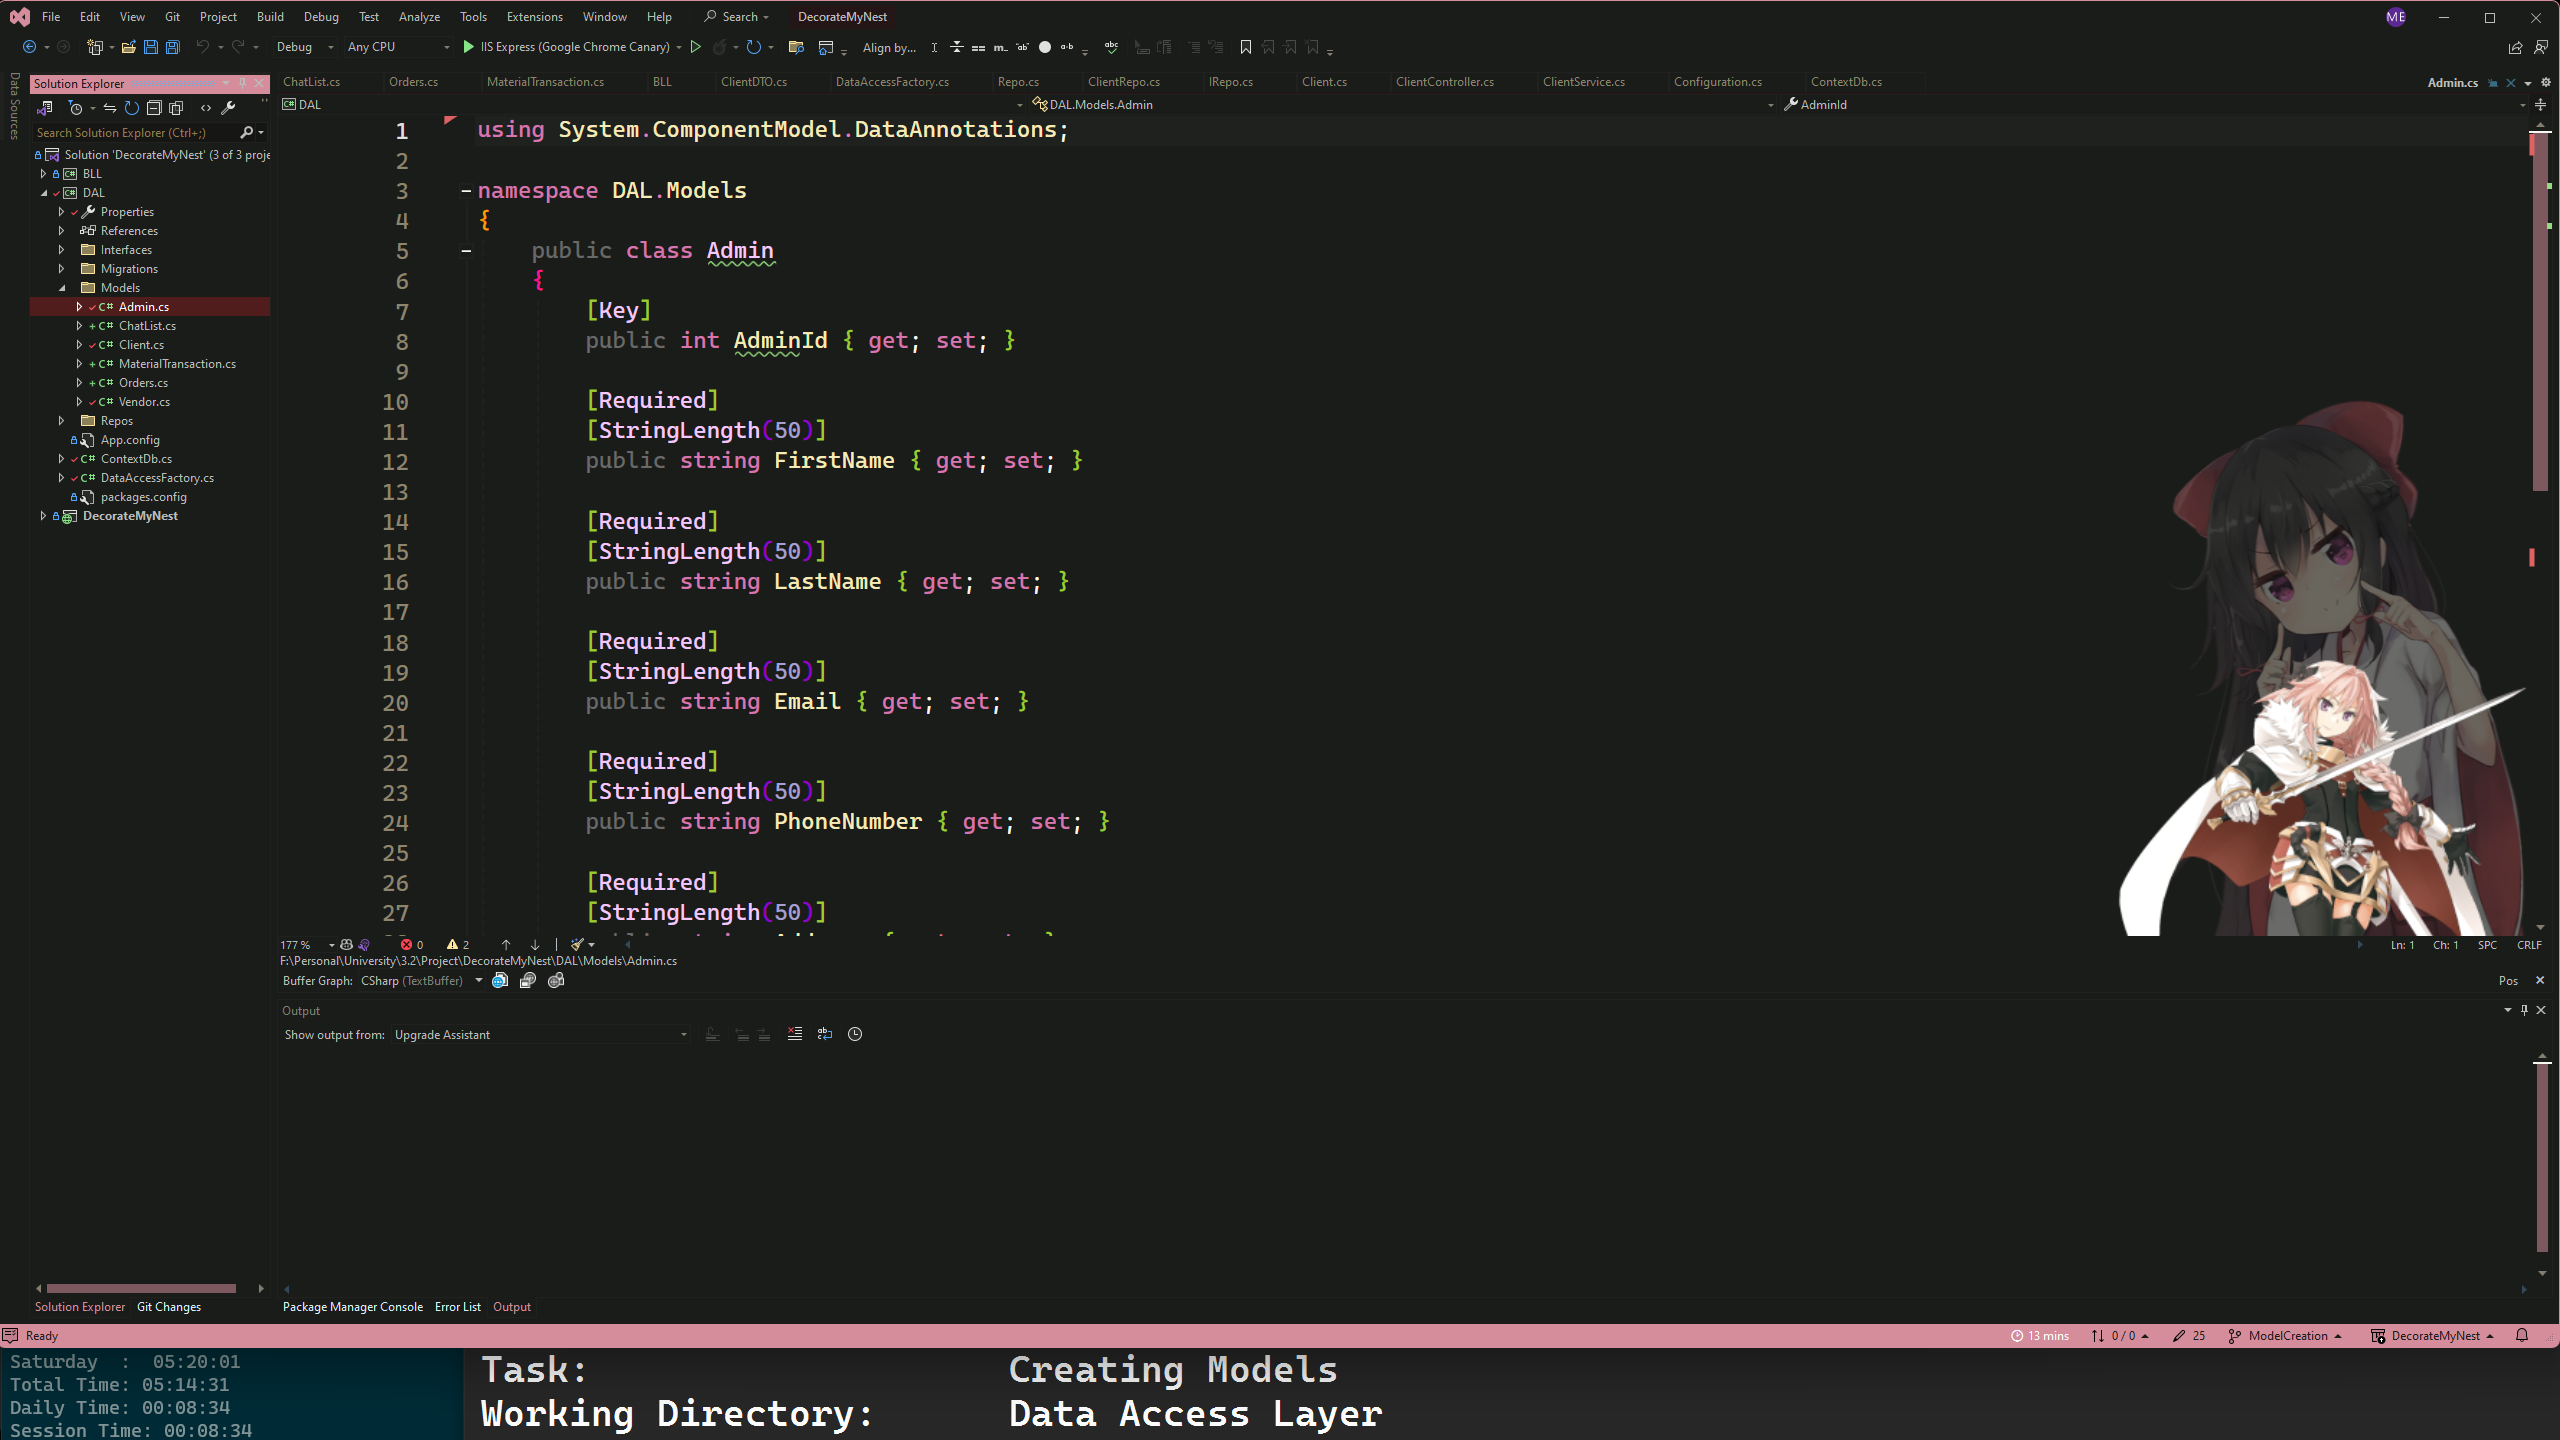 File Edit View Git Project Build Debug Test Analyze Tools Extensions Window Help Search DecorateMyNest ME
Debug Any CPU IIS Express (Google Chrome Canary) Align by...
Data Sources
Solution Explorer
Search Solution Explorer (Ctrl+;)
Solution 'DecorateMyNest' (3 of 3 proje
BLL
DAL
Properties
References
Interfaces
Migrations
Models
C# Admin.cs
C# ChatList.cs
C# Client.cs
C# MaterialTransaction.cs
C# Orders.cs
C# Vendor.cs
Repos
App.config
C# ContextDb.cs
C# DataAccessFactory.cs
packages.config
DecorateMyNest
Solution Explorer Git Changes
ChatList.cs Orders.cs MaterialTransaction.cs BLL ClientDTO.cs DataAccessFactory.cs Repo.cs ClientRepo.cs IRepo.cs Client.cs ClientController.cs ClientService.cs Configuration.cs ContextDb.cs Admin.cs
DAL DAL.Models.Admin AdminId
1 using System.ComponentModel.DataAnnotations;
2
3 namespace DAL.Models
4 {
5 public class Admin
6 {
7 [Key]
8 public int AdminId { get; set; }
9
10 [Required]
11 [StringLength(50)]
12 public string FirstName { get; set; }
13
14 [Required]
15 [StringLength(50)]
16 public string LastName { get; set; }
17
18 [Required]
19 [StringLength(50)]
20 public string Email { get; set; }
21
22 [Required]
23 [StringLength(50)]
24 public string PhoneNumber { get; set; }
25
26 [Required]
27 [StringLength(50)]
177 % 0 2 Ln: 1 Ch: 1 SPC CRLF
F:\Personal\University\3.2\Project\DecorateMyNest\DAL\Models\Admin.cs
Buffer Graph: CSharp (TextBuffer) Pos
Output
Show output from: Upgrade Assistant
Package Manager Console Error List Output
Ready 13 mins 0 / 0 25 ModelCreation DecorateMyNest
Saturday : 05:20:01
Total Time: 05:14:31
Daily Time: 00:08:34
Session Time: 00:08:34
Task: Creating Models
Working Directory: Data Access Layer